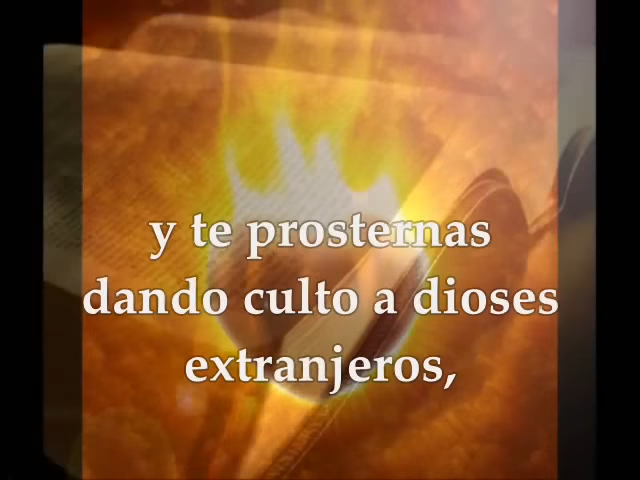 y te prosternas
dando culto a dioses
extranjeros,